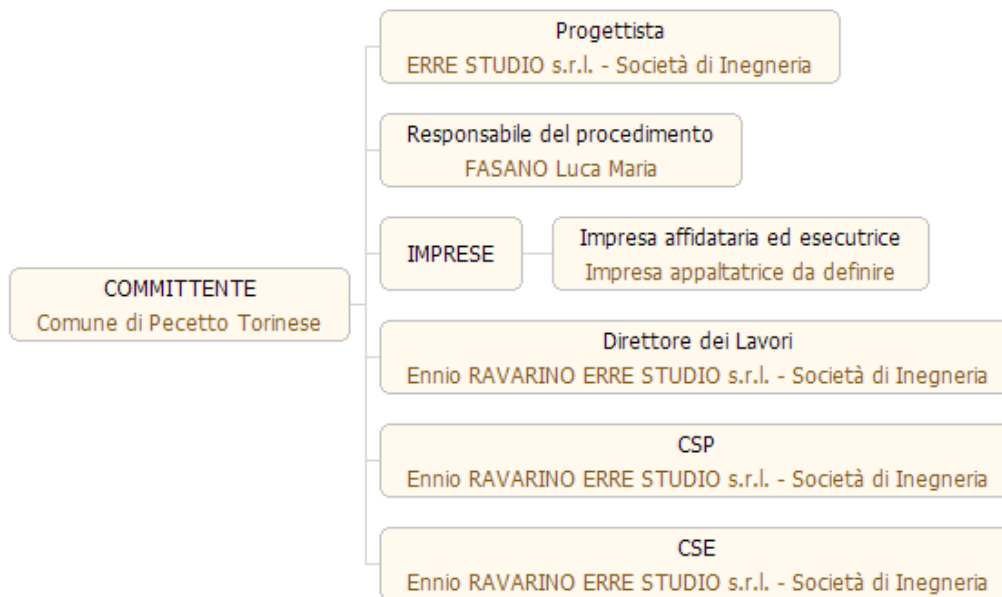 Progettista
ERRE STUDIO s.r.l. - Società di Inegneria
Responsabile del procedimento
FASANO Luca Maria
IMPRESE
Impresa affidataria ed esecutrice
Impresa appaltatrice da definire
COMMITTENTE
Comune di Pecetto Torinese
Direttore dei Lavori
Ennio RAVARINO ERRE STUDIO s.r.l. - Società di Inegneria
CSP
Ennio RAVARINO ERRE STUDIO s.r.l. - Società di Inegneria
CSE
Ennio RAVARINO ERRE STUDIO s.r.l. - Società di Inegneria